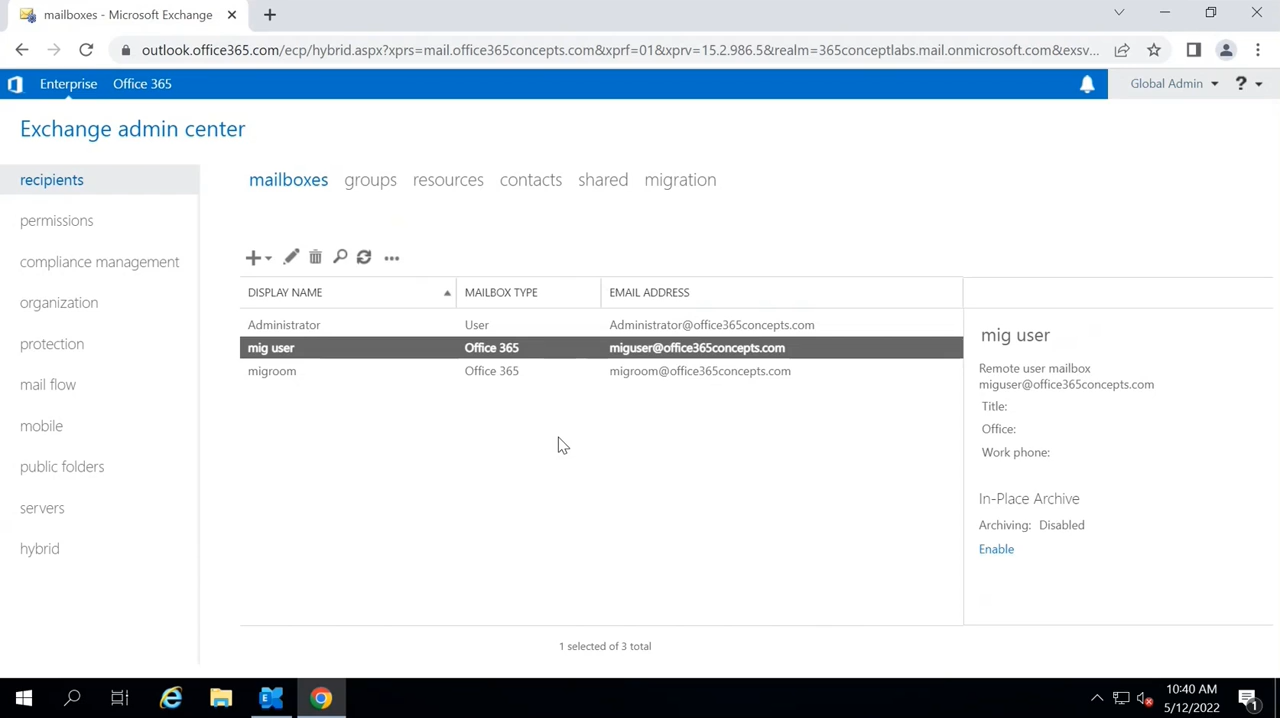 mailboxes - Microsoft Exchange
outlook.office365.com/ecp/hybrid.aspx?xprs=mail.office365concepts.com&xprf=01&xprv=15.2.986.5&realm=365conceptlabs.mail.onmicrosoft.com&exsv...
Enterprise Office 365 Global Admin ?
Exchange admin center
recipients
permissions
compliance management
organization
protection
mail flow
mobile
public folders
servers
hybrid
mailboxes groups resources contacts shared migration
DISPLAY NAME MAILBOX TYPE EMAIL ADDRESS
Administrator User Administrator@office365concepts.com
mig user Office 365 miguser@office365concepts.com
migroom Office 365 migroom@office365concepts.com
1 selected of 3 total
mig user
Remote user mailbox
miguser@office365concepts.com
Title:
Office:
Work phone:
In-Place Archive
Archiving: Disabled
Enable
10:40 AM
5/12/2022
1